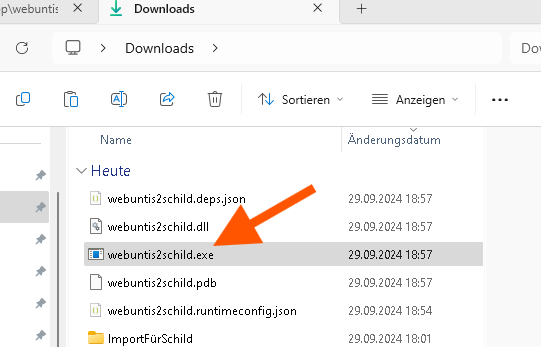 op\webuntis
Downloads
Downloads
Do
Sortieren
Anzeigen
Name
Änderungsdatum
Heute
webuntis2schild.deps.json
29.09.2024 18:57
webuntis2schild.dll
29.09.2024 18:57
webuntis2schild.exe
29.09.2024 18:57
webuntis2schild.pdb
29.09.2024 18:57
webuntis2schild.runtimeconfig.json
29.09.2024 18:54
ImportFürSchild
29.09.2024 18:01